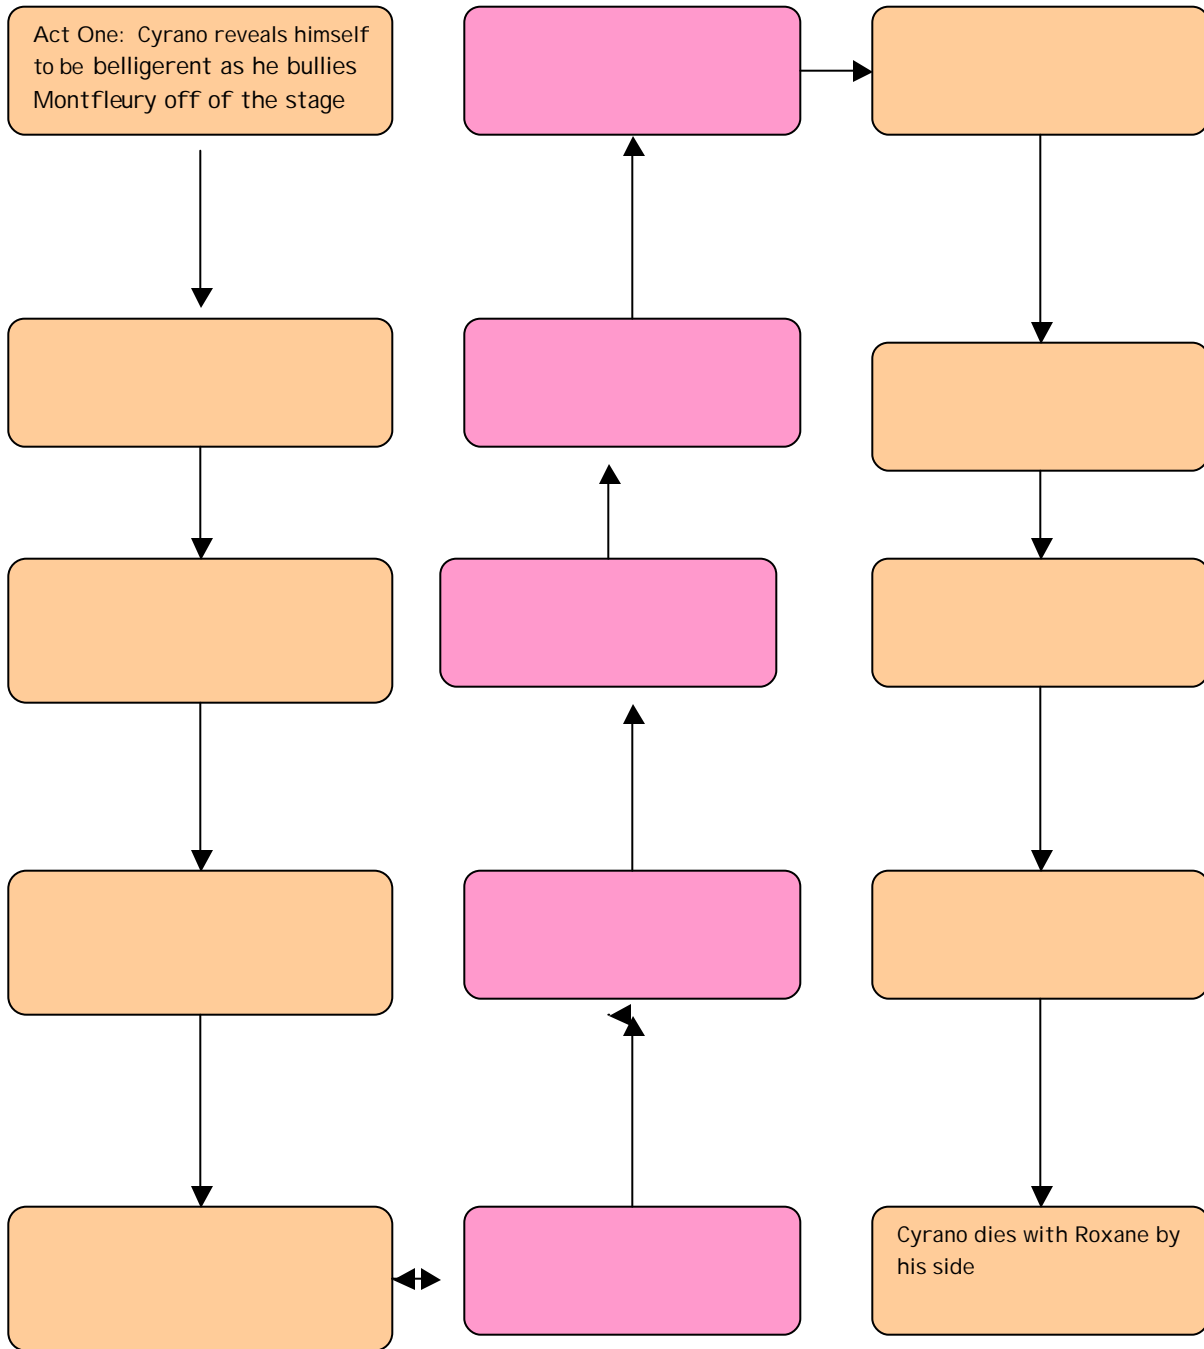 Act One:  Cyrano reveals himself
to be belligerent as he bullies
Montfleury off of the stage
Cyrano dies with Roxane by
his side